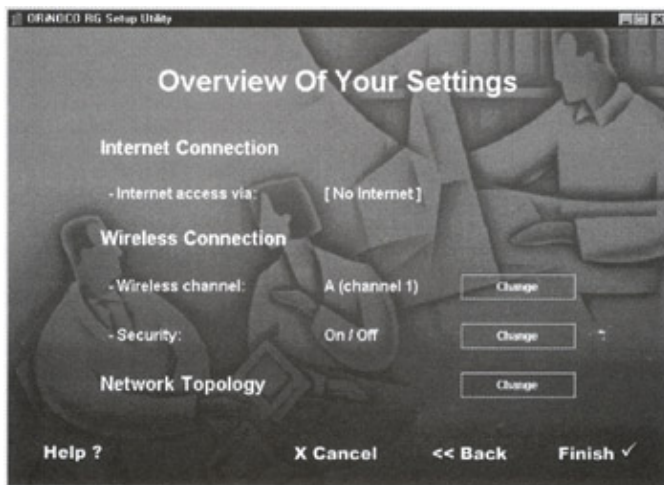 ORiNOCO RG Setup Utility
Overview Of Your Settings
Internet Connection
- Internet access via: [ No Internet ]
Wireless Connection
- Wireless channel: A (channel 1) Change
- Security: On / Off Change
Network Topology Change
Help ? X Cancel << Back Finish ✓